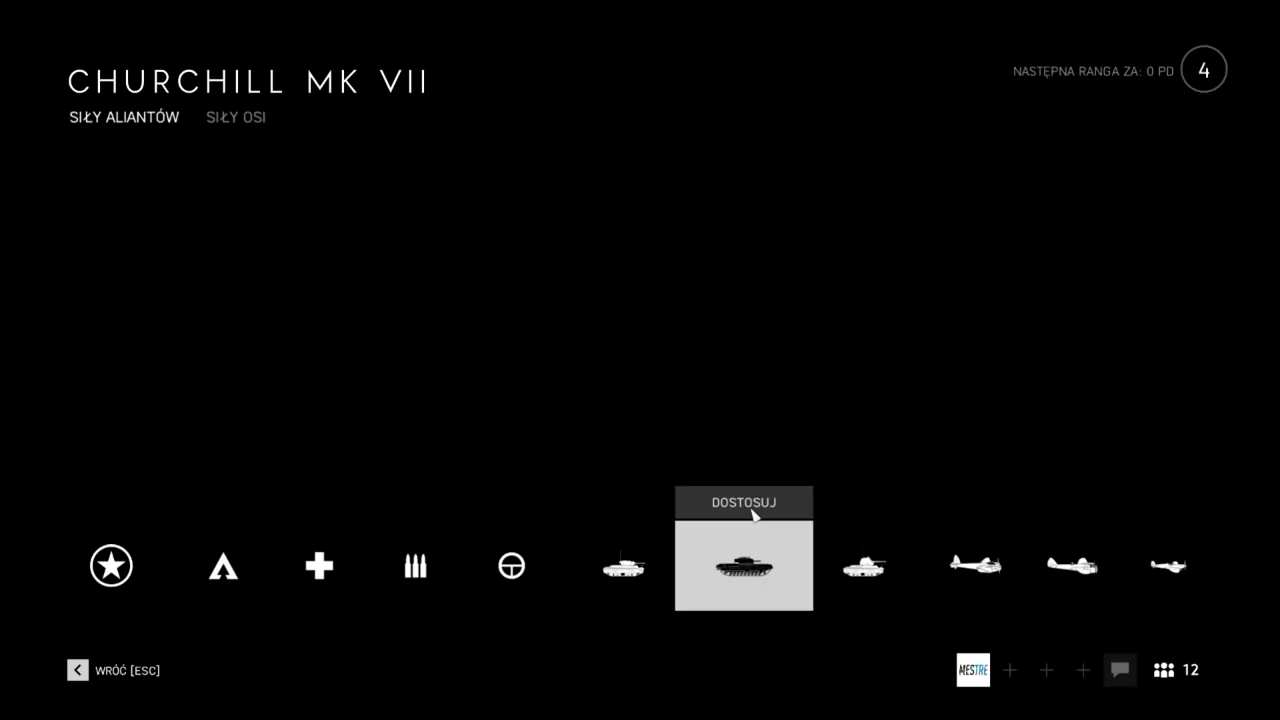 CHURCHILL MK VII
NASTĘPNA RANGA ZA: 0 PD 4
SIŁY ALIANTÓW SIŁY OSI
DOSTOSUJ
WRÓĆ [ESC]
MESTRE
12